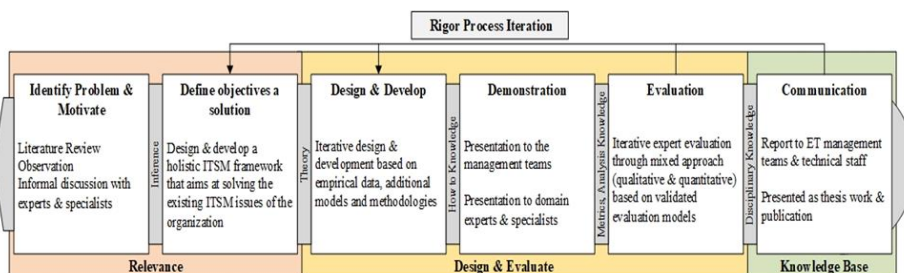 Rigor Process Iteration
Identify Problem &
Motivate
Literature Review
Observation
Informal discussion with
experts & specialists
Inference
Define objectives a
solution
Design & develop a
holistic ITSM framework
that aims at solving the
existing ITSM issues of the
organization
Theory
Design & Develop
Iterative design &
development based on
empirical data, additional
models and methodologies
How to Knowledge
Demonstration
Presentation to the
management teams
Presentation to domain
experts & specialists
Metrics, Analysis Knowledge
Evaluation
Iterative expert evaluation
through mixed approach
(qualitative & quantitative)
based on validated
evaluation models
Disciplinary Knowledge
Communication
Report to ET management
teams & technical staff
Presented as thesis work &
publication
Relevance
Design & Evaluate
Knowledge Base